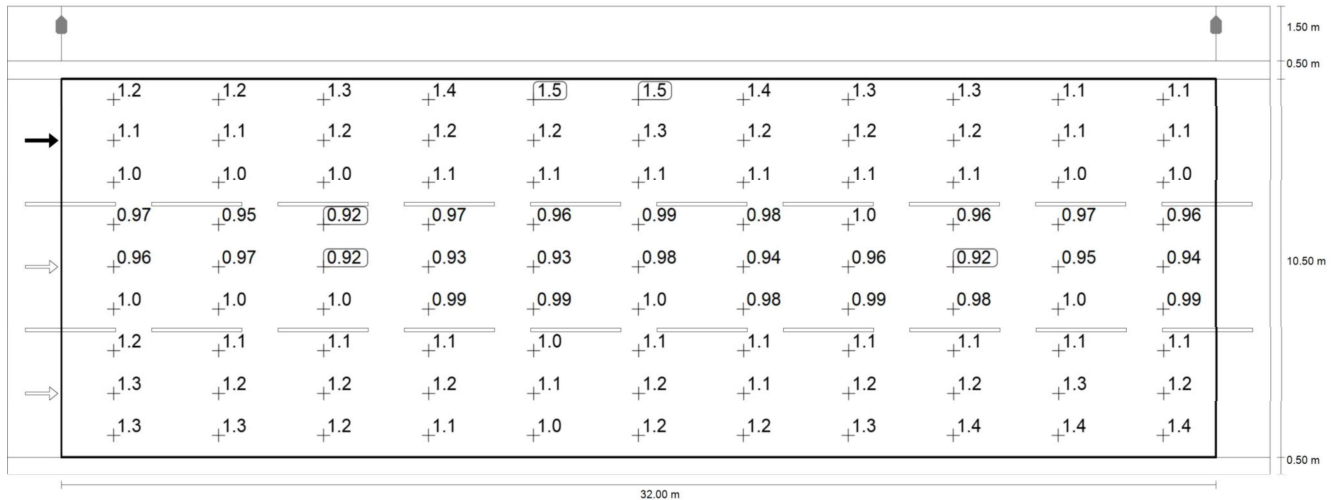 1.50 m
0.50 m
1.2 1.2 1.3 1.4 1.5 1.5 1.4 1.3 1.3 1.1 1.1
1.1 1.1 1.2 1.2 1.2 1.3 1.2 1.2 1.2 1.1 1.1
1.0 1.0 1.0 1.1 1.1 1.1 1.1 1.1 1.1 1.0 1.0
0.97 0.95 0.92 0.97 0.96 0.99 0.98 1.0 0.96 0.97 0.96
0.96 0.97 0.92 0.93 0.93 0.98 0.94 0.96 0.92 0.95 0.94
10.50 m
1.0 1.0 1.0 0.99 0.99 1.0 0.98 0.99 0.98 1.0 0.99
1.2 1.1 1.1 1.1 1.0 1.1 1.1 1.1 1.1 1.1 1.1
1.3 1.2 1.2 1.2 1.1 1.2 1.1 1.2 1.2 1.3 1.2
1.3 1.3 1.2 1.1 1.0 1.2 1.2 1.3 1.4 1.4 1.4
0.50 m
32.00 m